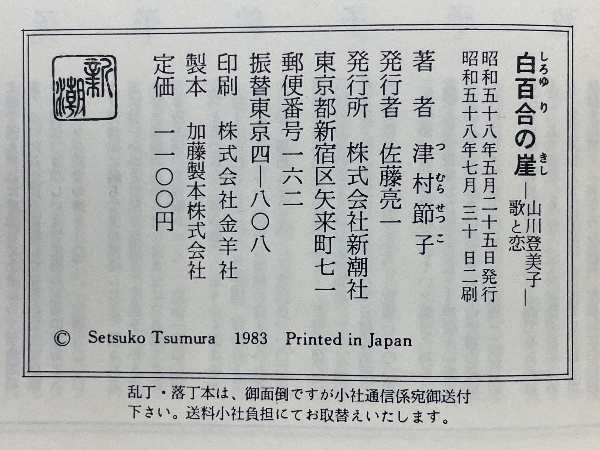 白百合の崖
しろゆり きし
—山川登美子—
歌と恋
昭和五十八年五月二十五日発行
昭和五十八年七月 三十 日二刷
著 者 津村節子
つ むら せつ こ
発行者 佐藤亮一
発行所 株式会社新潮社
東京都新宿区矢来町七一
郵便番号一六二
振替東京四—八〇八
印刷 株式会社金羊社
製本 加藤製本株式会社
定価 一一〇〇円
新潮
© Setsuko Tsumura 1983 Printed in Japan
乱丁・落丁本は、御面倒ですが小社通信係宛御送付
下さい。送料小社負担にてお取替えいたします。